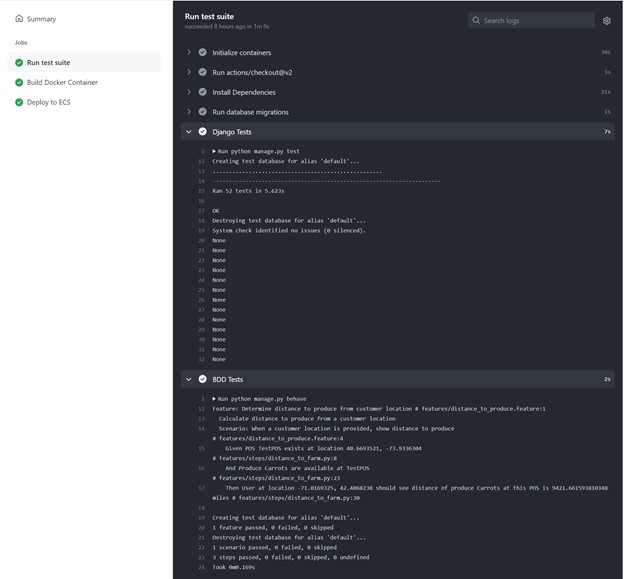 Summary
Jobs
Run test suite
Build Docker Container
Deploy to ECS
Run test suite
succeeded 8 hours ago in 1m 9s
Search logs
Initialize containers 30s
Run actions/checkout@v2 3s
Install Dependencies 21s
Run database migrations 1s
Django Tests 7s
1 Run python manage.py test
12 Creating test database for alias 'default'...
13 ....................................................
14 ----------------------------------------------------------------------
15 Ran 52 tests in 5.623s
16
17 OK
18 Destroying test database for alias 'default'...
19 System check identified no issues (0 silenced).
20 None
21 None
22 None
23 None
24 None
25 None
26 None
27 None
28 None
29 None
30 None
31 None
32 None
BDD Tests 2s
1 Run python manage.py behave
12 Feature: Determine distance to produce from customer location # features/distance_to_produce.feature:1
13 Calculate distance to produce from a customer location
14 Scenario: When a customer location is provided, show distance to produce
# features/distance_to_produce.feature:4
15 Given POS TestPOS exists at location 40.6693521, -73.9336304
# features/steps/distance_to_farm.py:8
16 And Produce Carrots are available at TestPOS
# features/steps/distance_to_farm.py:23
17 Then User at location -71.0169325, 42.4068238 should see distance of produce Carrots at this POS is 9421.661593810348
miles # features/steps/distance_to_farm.py:30
18
19 Creating test database for alias 'default'...
20 1 feature passed, 0 failed, 0 skipped
21 Destroying test database for alias 'default'...
22 1 scenario passed, 0 failed, 0 skipped
23 3 steps passed, 0 failed, 0 skipped, 0 undefined
24 Took 0m0.169s